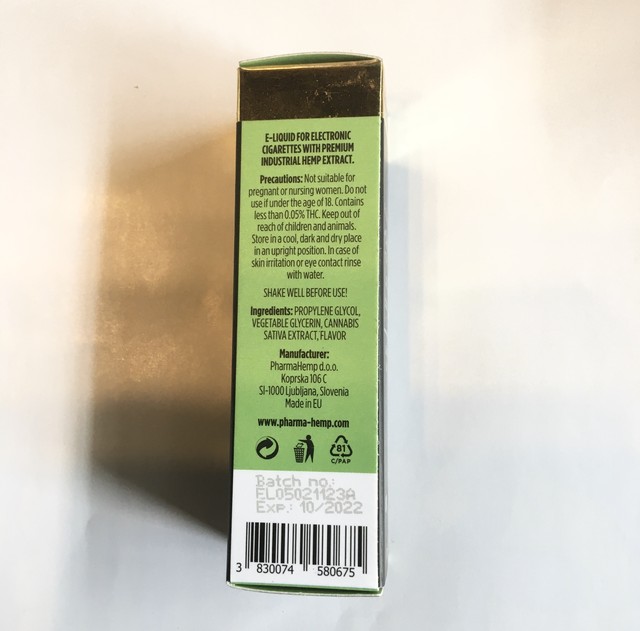 E-LIQUID FOR ELECTRONIC
CIGARETTES WITH PREMIUM
INDUSTRIAL HEMP EXTRACT.
Precautions: Not suitable for
pregnant or nursing women. Do not
use if under the age of 18. Contains
less than 0.05% THC. Keep out of
reach of children and animals.
Store in a cool, dark and dry place
in an upright position. In case of
skin irritation or eye contact rinse
with water.
SHAKE WELL BEFORE USE!
Ingredients: PROPYLENE GLYCOL,
VEGETABLE GLYCERIN, CANNABIS
SATIVA EXTRACT, FLAVOR
Manufacturer:
PharmaHemp d.o.o.
Koprska 106 C
SI-1000 Ljubljana, Slovenia
Made in EU
www.pharma-hemp.com
81
C/PAP
Batch no.:
EL05021123A
Exp.: 10/2022
3 830074 580675